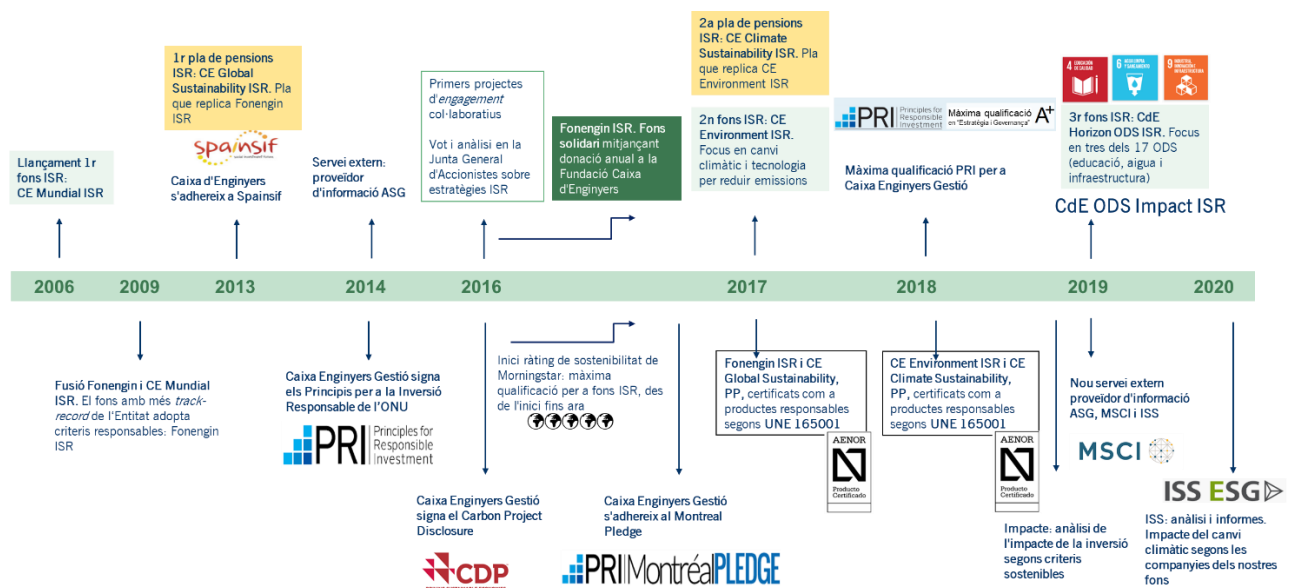 Llançament 1r
fons ISR:
CE Mundial ISR
1r pla de pensions
ISR: CE Global
Sustainability ISR. Pla
que replica Fonengin
ISR
spainsif
Caixa d'Enginyers
s'adhereix a Spainsif
Servei extern:
proveïdor
d'informació ASG
Primers projectes
d'engagement
col·laboratius
Vot i anàlisi en la
Junta General
d'Accionistes sobre
estratègies ISR
Fonengin ISR. Fons
solidari mitjançant
donació anual a la
Fundació Caixa
d'Enginyers
2a pla de pensions
ISR: CE Climate
Sustainability ISR. Pla
que replica CE
Environment ISR
2n fons ISR: CE
Environment ISR.
Focus en canvi
climàtic i tecnologia
per reduir emissions
PRI Principles for
Responsible
Investment
Màxima qualificació
en "Estratègia i Governança"
A+
Màxima qualificació PRI per a
Caixa Enginyers Gestió
4 EDUCACIÓN
DE CALIDAD
6 AGUA LIMPIA
Y SANEAMIENTO
9 INDUSTRIA,
INNOVACIÓN E
INFRAESTRUCTURA
3r fons ISR: CdE
Horizon ODS ISR. Focus
en tres dels 17 ODS
(educació, aigua i
infraestructura)
CdE ODS Impact ISR
2006 2009 2013 2014 2016 2017 2018 2019 2020
Fusió Fonengin i CE Mundial
ISR. El fons amb més track-
record de l'Entitat adopta
criteris responsables: Fonengin
ISR
Caixa Enginyers Gestió signa
els Principis per a la Inversió
Responsable de l'ONU
PRI Principles for
Responsible
Investment
Inici ràting de sostenibilitat de
Morningstar: màxima
qualificació per a fons ISR, des
de l'inici fins ara
Caixa Enginyers Gestió
signa el Carbon Project
Disclosure
CDP
Caixa Enginyers Gestió
s'adhereix al Montreal
Pledge
PRI Montréal PLEDGE
Fonengin ISR i CE
Global Sustainability,
PP, certificats com a
productes responsables
segons UNE 165001
AENOR
Producto
Certificado
CE Environment ISR i CE
Climate Sustainability,
PP, certificats com a
productes responsables
segons UNE 165001
AENOR
Producto
Certificado
Impacte: anàlisi de
l'impacte de la inversió
segons criteris
sostenibles
Nou servei extern
proveïdor d'informació
ASG, MSCI i ISS
MSCI
ISS ESG
ISS: anàlisi i informes.
Impacte del canvi
climàtic segons les
companyies dels nostres
fons